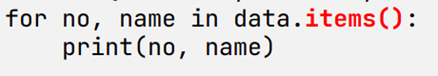 for no, name in data.items():
    print(no, name)